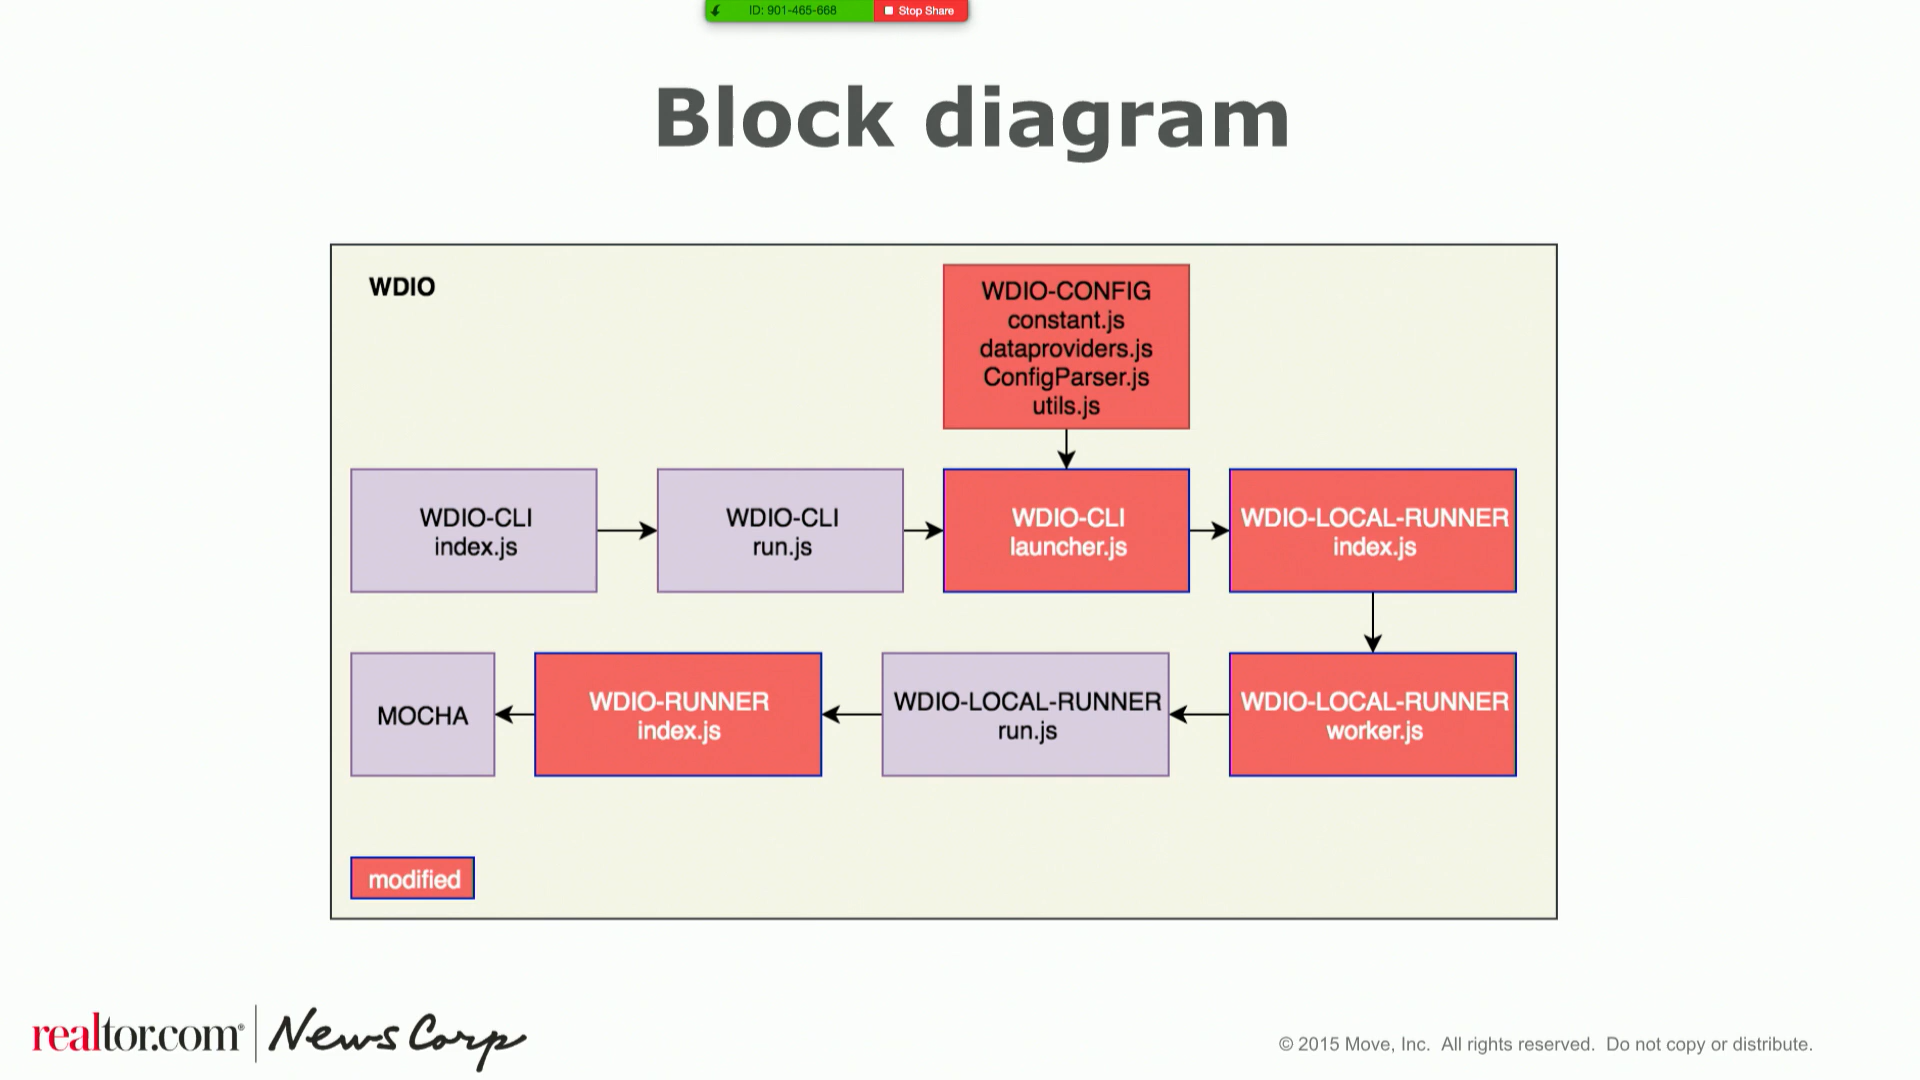 ID: 901-465-668 Stop Share
Block diagram
WDIO
WDIO-CONFIG
constant.js
dataproviders.js
ConfigParser.js
utils.js
WDIO-CLI
index.js
WDIO-CLI
run.js
WDIO-CLI
launcher.js
WDIO-LOCAL-RUNNER
index.js
MOCHA
WDIO-RUNNER
index.js
WDIO-LOCAL-RUNNER
run.js
WDIO-LOCAL-RUNNER
worker.js
modified
realtor.com® News Corp
© 2015 Move, Inc. All rights reserved. Do not copy or distribute.